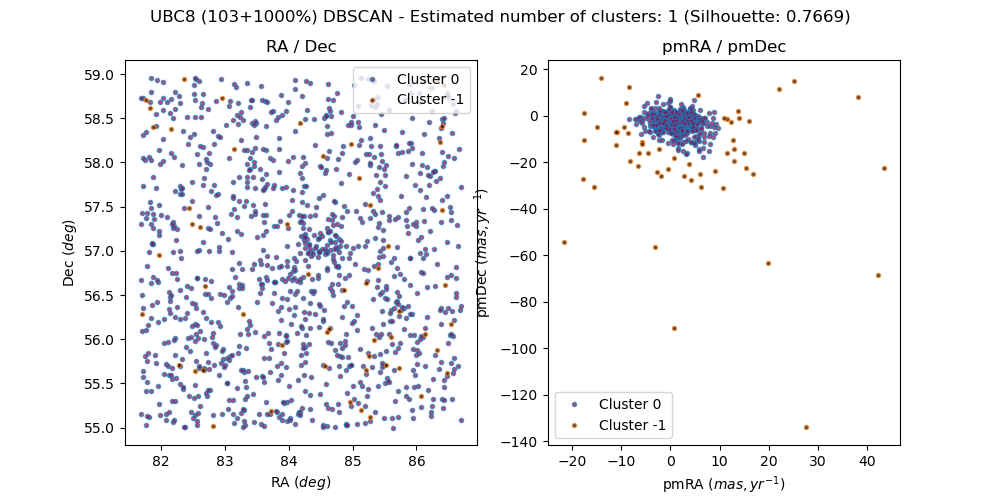 UBC8 (103+1000%) DBSCAN - Estimated number of clusters: 1 (Silhouette: 0.7669)
RA / Dec
59.0
58.5
58.0
57.5
57.0
56.5
56.0
55.5
55.0
Dec (deg)
82 83 84 85 86
RA (deg)
Cluster 0
Cluster -1
pmRA / pmDec
20
0
−20
−40
−60
−80
−100
−120
−140
pmDec (mas, yr⁻¹)
−20 −10 0 10 20 30 40
pmRA (mas, yr⁻¹)
Cluster 0
Cluster -1